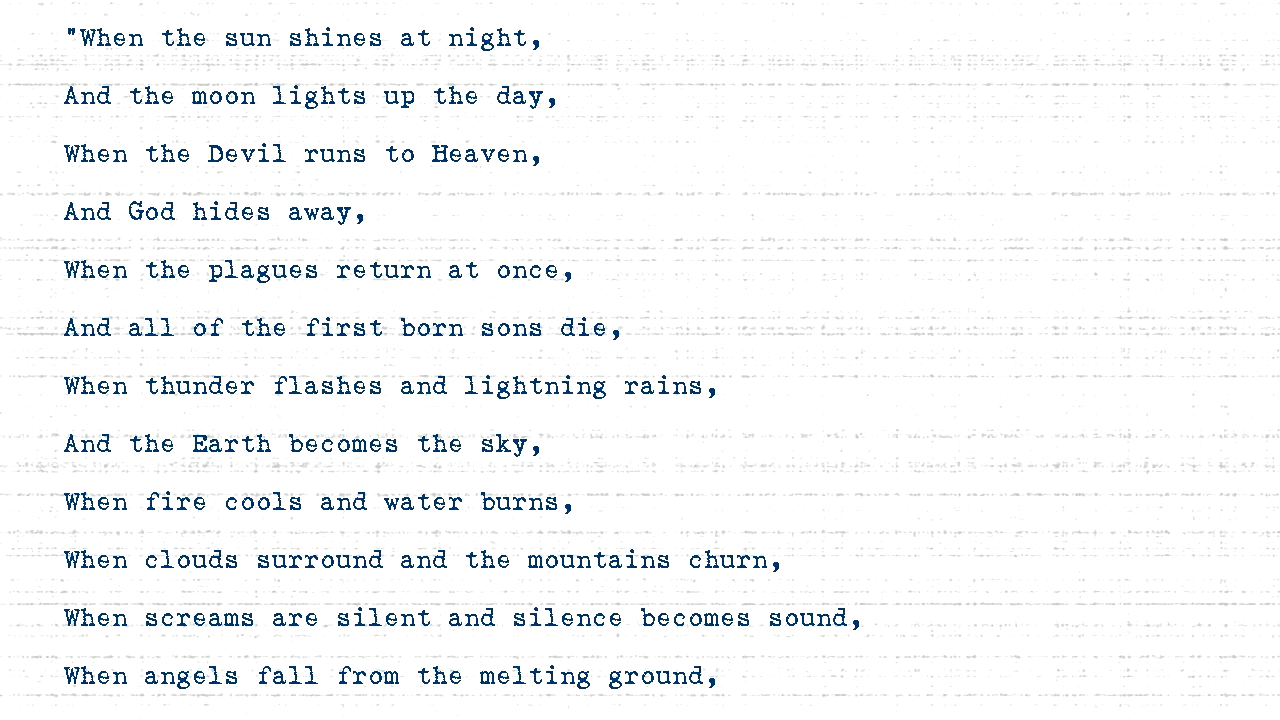 "When the sun shines at night,
And the moon lights up the day,
When the Devil runs to Heaven,
And God hides away,
When the plagues return at once,
And all of the first born sons die,
When thunder flashes and lightning rains,
And the Earth becomes the sky,
When fire cools and water burns,
When clouds surround and the mountains churn,
When screams are silent and silence becomes sound,
When angels fall from the melting ground,